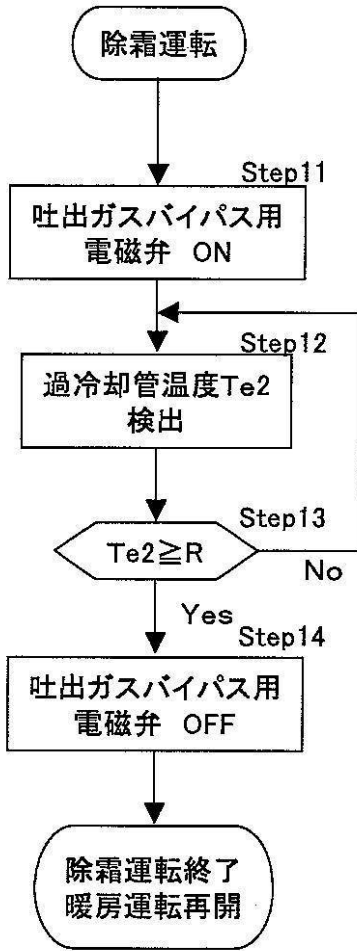 除霜運転
Step11
吐出ガスバイパス用
電磁弁 ON
Step12
過冷却管温度Te2
検出
Step13
Te2≧R
No
Yes
Step14
吐出ガスバイパス用
電磁弁 OFF
除霜運転終了
暖房運転再開